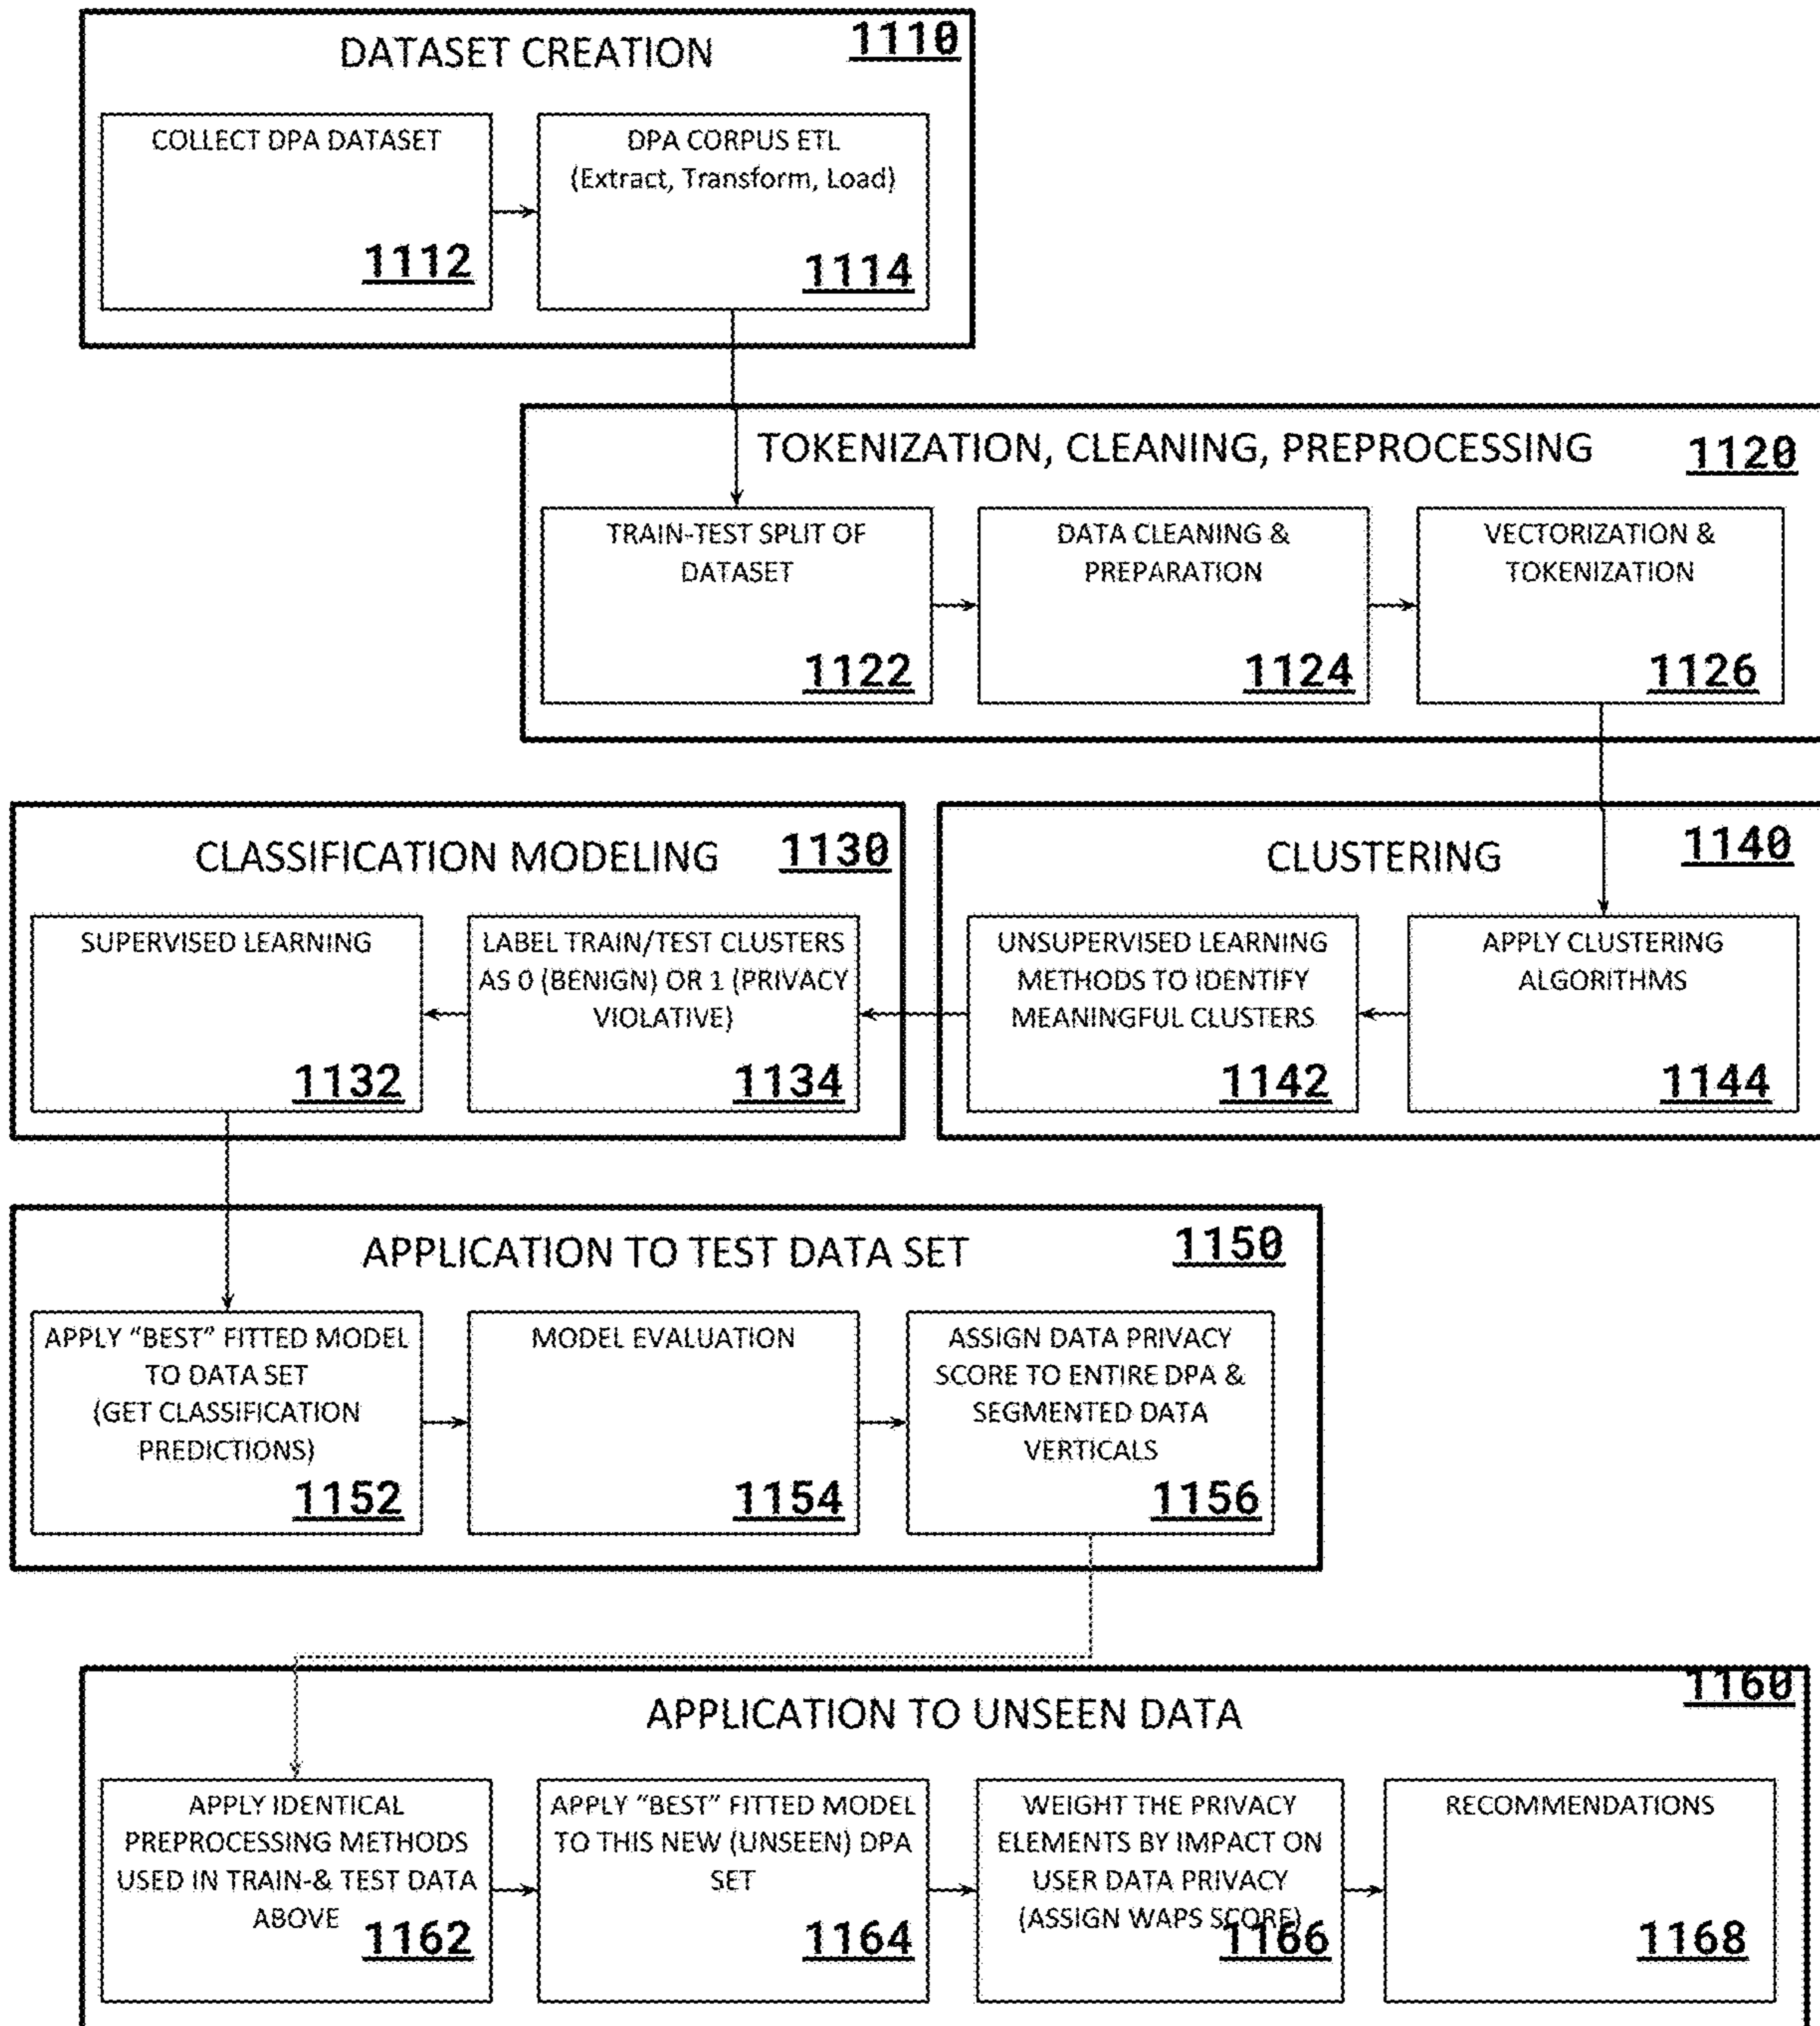 DATASET CREATION
1110
COLLECT DPA DATASET
1112
DPA CORPUS ETL
(Extract, Transform, Load)
1114
TOKENIZATION, CLEANING, PREPROCESSING
1120
TRAIN-TEST SPLIT OF
DATASET
1122
DATA CLEANING &
PREPARATION
1124
VECTORIZATION &
TOKENIZATION
1126
CLASSIFICATION MODELING
1130
SUPERVISED LEARNING
1132
LABEL TRAIN/TEST CLUSTERS
AS 0 (BENIGN) OR 1 (PRIVACY
VIOLATIVE)
1134
CLUSTERING
1140
UNSUPERVISED LEARNING
METHODS TO IDENTIFY
MEANINGFUL CLUSTERS
1142
APPLY CLUSTERING
ALGORITHMS
1144
APPLICATION TO TEST DATA SET
1150
APPLY “BEST” FITTED MODEL
TO DATA SET
(GET CLASSIFICATION
PREDICTIONS)
1152
MODEL EVALUATION
1154
ASSIGN DATA PRIVACY
SCORE TO ENTIRE DPA &
SEGMENTED DATA
VERTICALS
1156
APPLICATION TO UNSEEN DATA
1160
APPLY IDENTICAL
PREPROCESSING METHODS
USED IN TRAIN-& TEST DATA
ABOVE
1162
APPLY “BEST” FITTED MODEL
TO THIS NEW (UNSEEN) DPA
SET
1164
WEIGHT THE PRIVACY
ELEMENTS BY IMPACT ON
USER DATA PRIVACY
(ASSIGN WAPS SCORE)
1166
RECOMMENDATIONS
1168